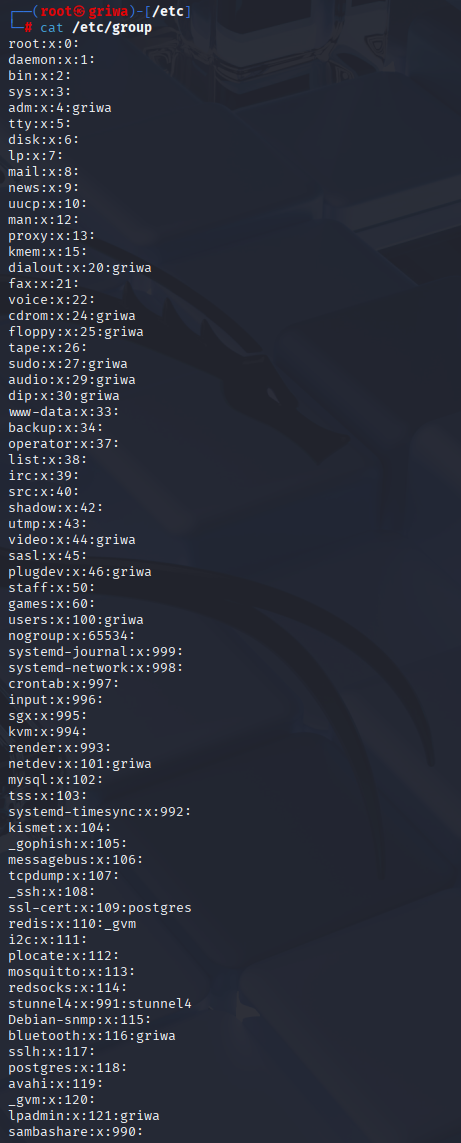 ┌──(root㉿griwa)-[/etc]
└─# cat /etc/group
root:x:0:
daemon:x:1:
bin:x:2:
sys:x:3:
adm:x:4:griwa
tty:x:5:
disk:x:6:
lp:x:7:
mail:x:8:
news:x:9:
uucp:x:10:
man:x:12:
proxy:x:13:
kmem:x:15:
dialout:x:20:griwa
fax:x:21:
voice:x:22:
cdrom:x:24:griwa
floppy:x:25:griwa
tape:x:26:
sudo:x:27:griwa
audio:x:29:griwa
dip:x:30:griwa
www-data:x:33:
backup:x:34:
operator:x:37:
list:x:38:
irc:x:39:
src:x:40:
shadow:x:42:
utmp:x:43:
video:x:44:griwa
sasl:x:45:
plugdev:x:46:griwa
staff:x:50:
games:x:60:
users:x:100:griwa
nogroup:x:65534:
systemd-journal:x:999:
systemd-network:x:998:
crontab:x:997:
input:x:996:
sgx:x:995:
kvm:x:994:
render:x:993:
netdev:x:101:griwa
mysql:x:102:
tss:x:103:
systemd-timesync:x:992:
kismet:x:104:
_gophish:x:105:
messagebus:x:106:
tcpdump:x:107:
_ssh:x:108:
ssl-cert:x:109:postgres
redis:x:110:_gvm
i2c:x:111:
plocate:x:112:
mosquitto:x:113:
redsocks:x:114:
stunnel4:x:991:stunnel4
Debian-snmp:x:115:
bluetooth:x:116:griwa
sslh:x:117:
postgres:x:118:
avahi:x:119:
_gvm:x:120:
lpadmin:x:121:griwa
sambashare:x:990: